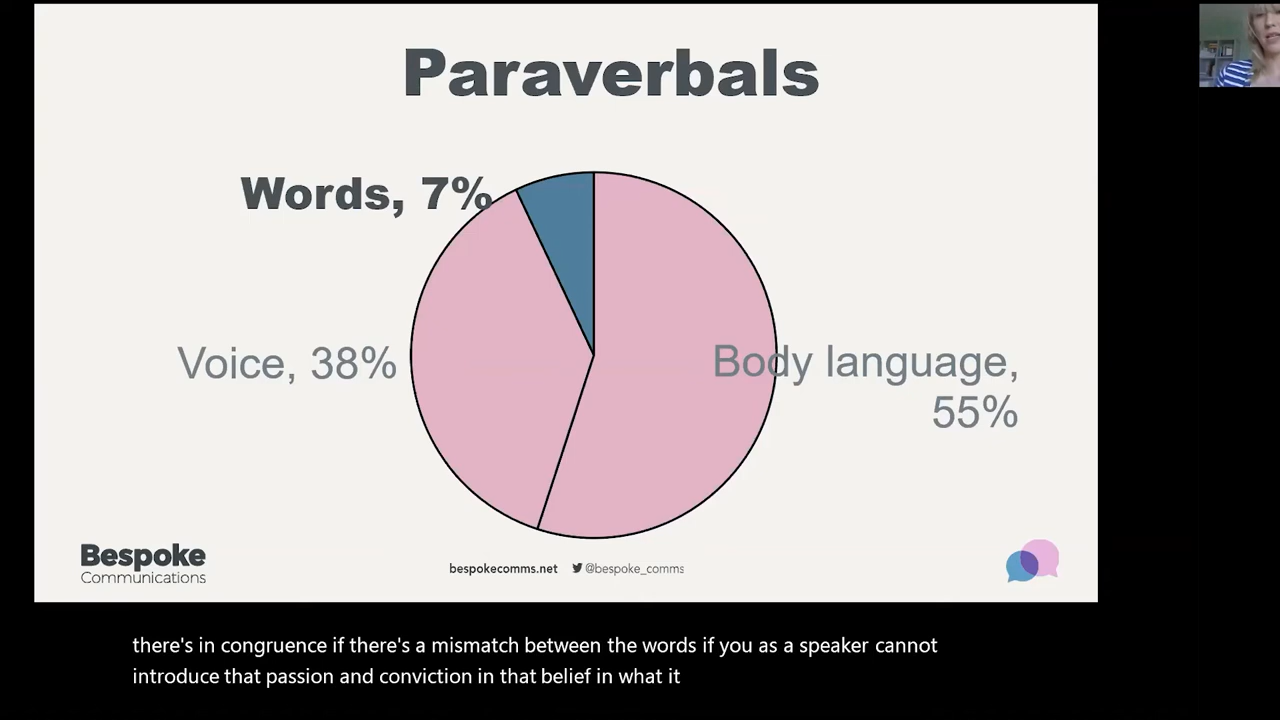 Paraverbals
Words, 7%
Voice, 38%
Body language,
55%
Bespoke
Communications
bespokecomms.net @bespoke_comms
there's in congruence if there's a mismatch between the words if you as a speaker cannot
introduce that passion and conviction in that belief in what it